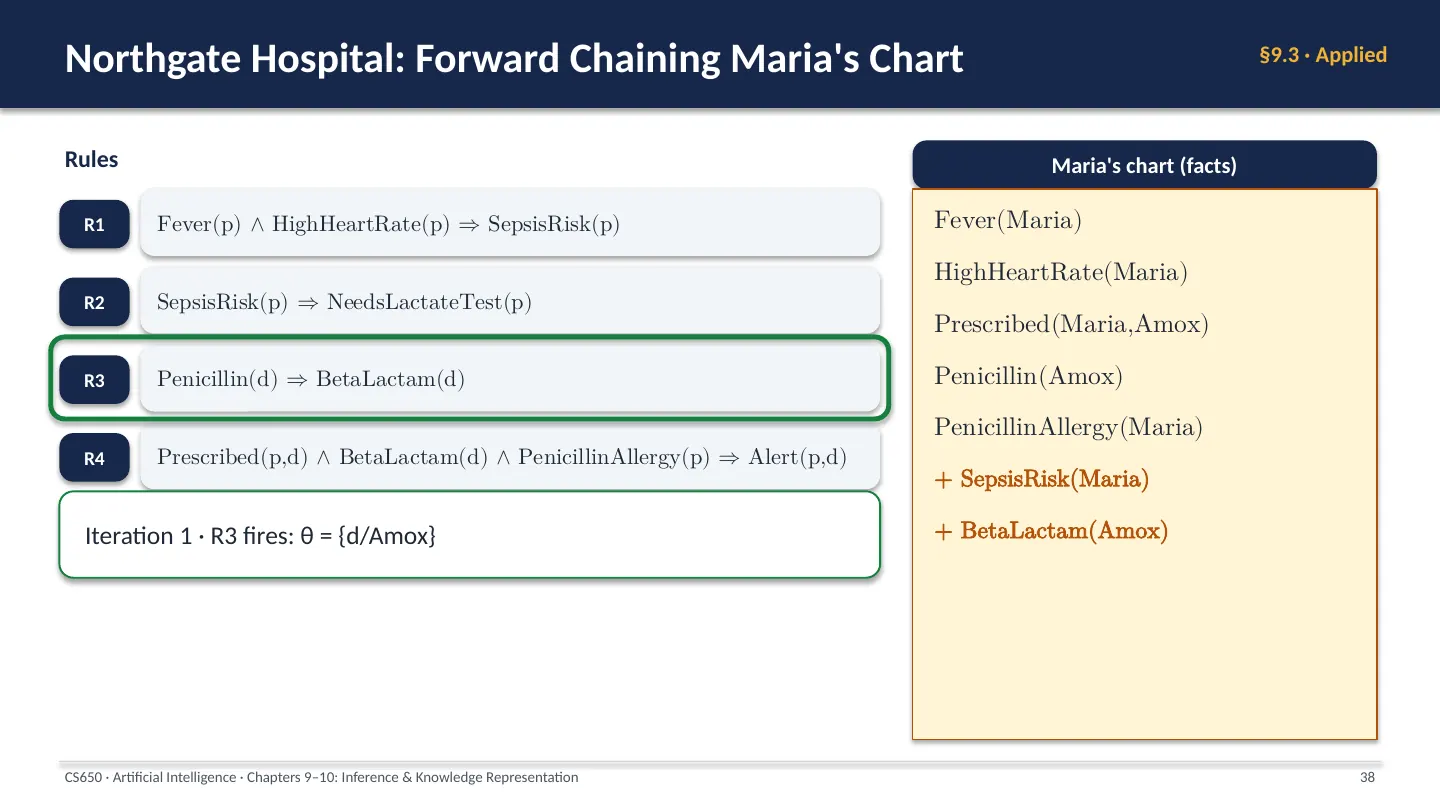 Northgate Hospital: Forward Chaining Maria's Chart
§9.3 · Applied
Rules
R1
Fever(p) ∧ HighHeartRate(p) ⇒ SepsisRisk(p)
R2
SepsisRisk(p) ⇒ NeedsLactateTest(p)
R3
Penicillin(d) ⇒ BetaLactam(d)
R4
Prescribed(p,d) ∧ BetaLactam(d) ∧ PenicillinAllergy(p) ⇒ Alert(p,d)
Iteration 1 · R3 fires: θ = {d/Amox}
Maria's chart (facts)
Fever(Maria)
HighHeartRate(Maria)
Prescribed(Maria,Amox)
Penicillin(Amox)
PenicillinAllergy(Maria)
+ SepsisRisk(Maria)
+ BetaLactam(Amox)
CS650 · Artificial Intelligence · Chapters 9–10: Inference & Knowledge Representation
38